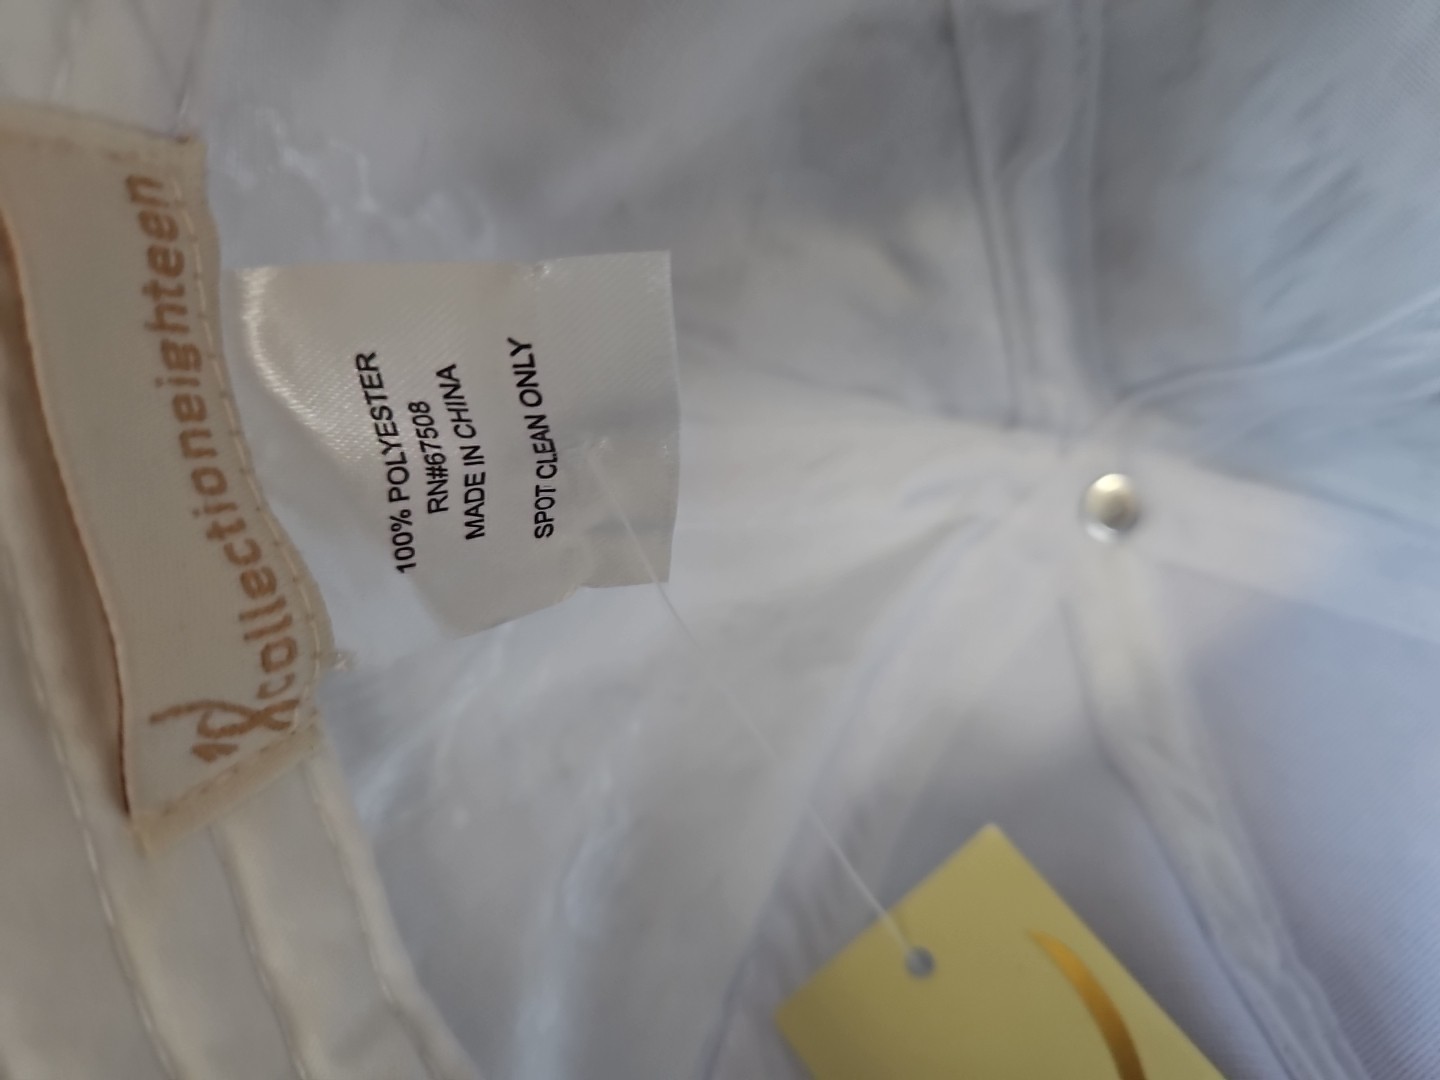 collectioneighteen
100% POLYESTER
RN#67508
MADE IN CHINA
SPOT CLEAN ONLY